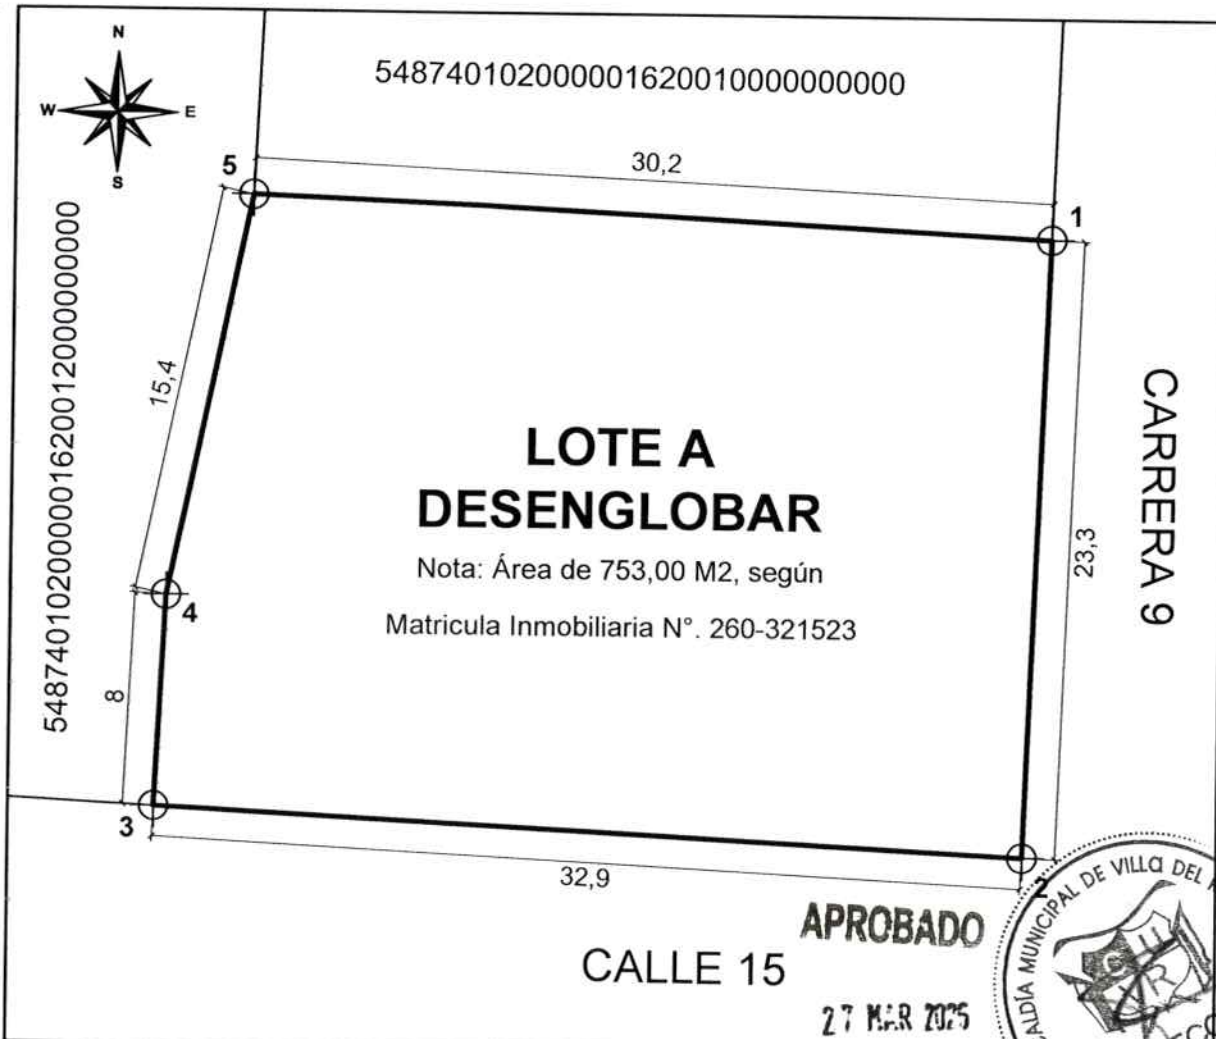 N
W
E
S
548740102000001620010000000000
30,2
5
1
548740102000001620012000000000
15,4
LOTE A
DESENGLOBAR
Nota: Área de 753,00 M2, según
Matricula Inmobiliaria N°. 260-321523
23,3
CARRERA 9
4
8
3
32,9
2
APROBADO
CALLE 15
27 MAR 2025
ALDÍA MUNICIPAL DE VILLA DEL